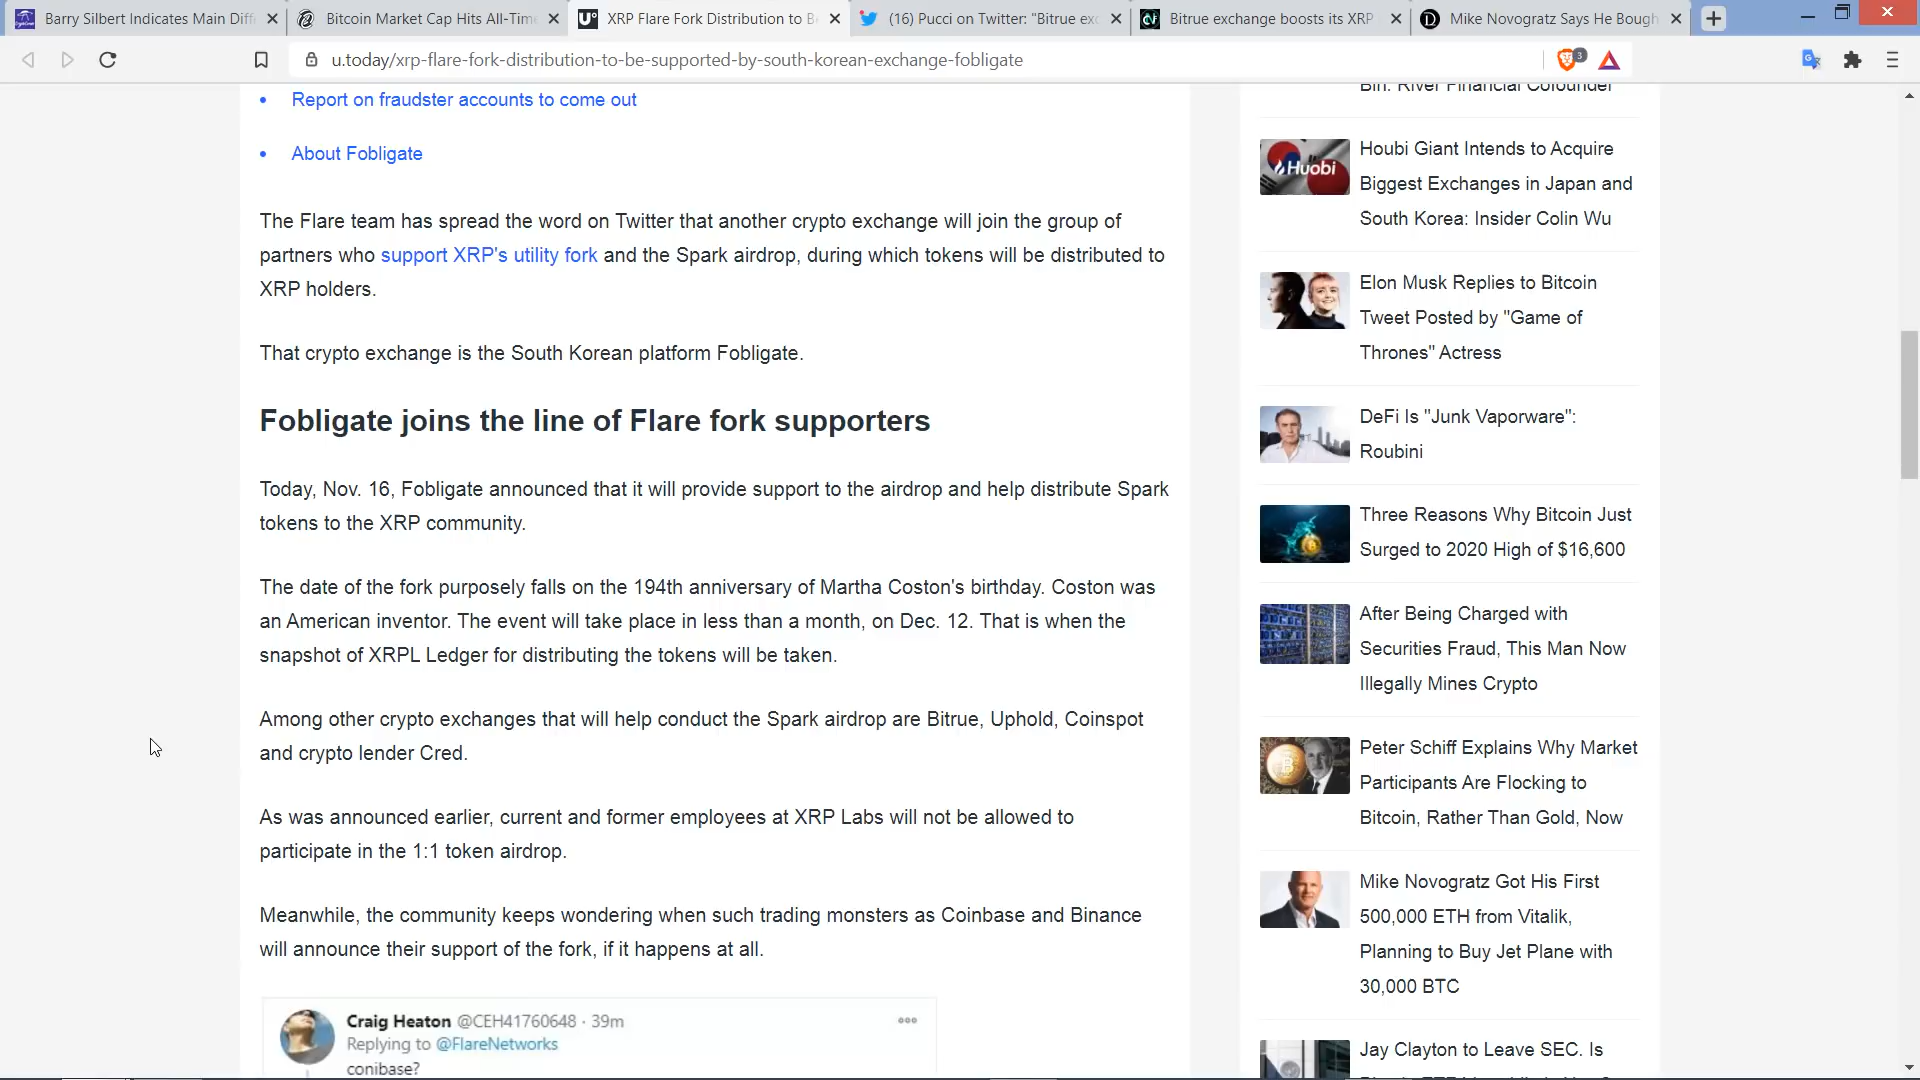 Barry Silbert Indicates Main Diff
Bitcoin Market Cap Hits All-Time
XRP Flare Fork Distribution to B
(16) Pucci on Twitter: "Bitrue exc
Bitrue exchange boosts its XRP
Mike Novogratz Says He Bough
u.today/xrp-flare-fork-distribution-to-be-supported-by-south-korean-exchange-fobligate
3
• Report on fraudster accounts to come out
• About Fobligate
The Flare team has spread the word on Twitter that another crypto exchange will join the group of
partners who support XRP's utility fork and the Spark airdrop, during which tokens will be distributed to
XRP holders.
That crypto exchange is the South Korean platform Fobligate.
Fobligate joins the line of Flare fork supporters
Today, Nov. 16, Fobligate announced that it will provide support to the airdrop and help distribute Spark
tokens to the XRP community.
The date of the fork purposely falls on the 194th anniversary of Martha Coston's birthday. Coston was
an American inventor. The event will take place in less than a month, on Dec. 12. That is when the
snapshot of XRPL Ledger for distributing the tokens will be taken.
Among other crypto exchanges that will help conduct the Spark airdrop are Bitrue, Uphold, Coinspot
and crypto lender Cred.
As was announced earlier, current and former employees at XRP Labs will not be allowed to
participate in the 1:1 token airdrop.
Meanwhile, the community keeps wondering when such trading monsters as Coinbase and Binance
will announce their support of the fork, if it happens at all.
Craig Heaton @CEH41760648 · 39m
Replying to @FlareNetworks
conibase?
Bln: River Financial Cofounder
Huobi
Houbi Giant Intends to Acquire
Biggest Exchanges in Japan and
South Korea: Insider Colin Wu
Elon Musk Replies to Bitcoin
Tweet Posted by "Game of
Thrones" Actress
DeFi Is "Junk Vaporware":
Roubini
Three Reasons Why Bitcoin Just
Surged to 2020 High of $16,600
After Being Charged with
Securities Fraud, This Man Now
Illegally Mines Crypto
Peter Schiff Explains Why Market
Participants Are Flocking to
Bitcoin, Rather Than Gold, Now
Mike Novogratz Got His First
500,000 ETH from Vitalik,
Planning to Buy Jet Plane with
30,000 BTC
Jay Clayton to Leave SEC. Is